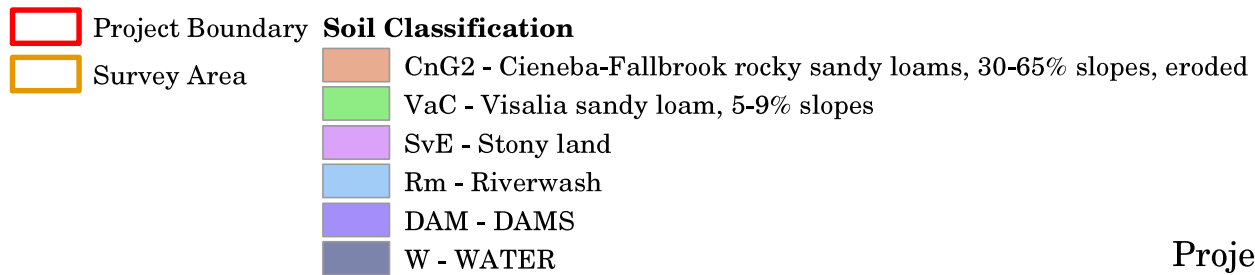 Project Boundary
Survey Area
Soil Classification
CnG2 - Cieneba-Fallbrook rocky sandy loams, 30-65% slopes, eroded
VaC - Visalia sandy loam, 5-9% slopes
SvE - Stony land
Rm - Riverwash
DAM - DAMS
W - WATER
Proje